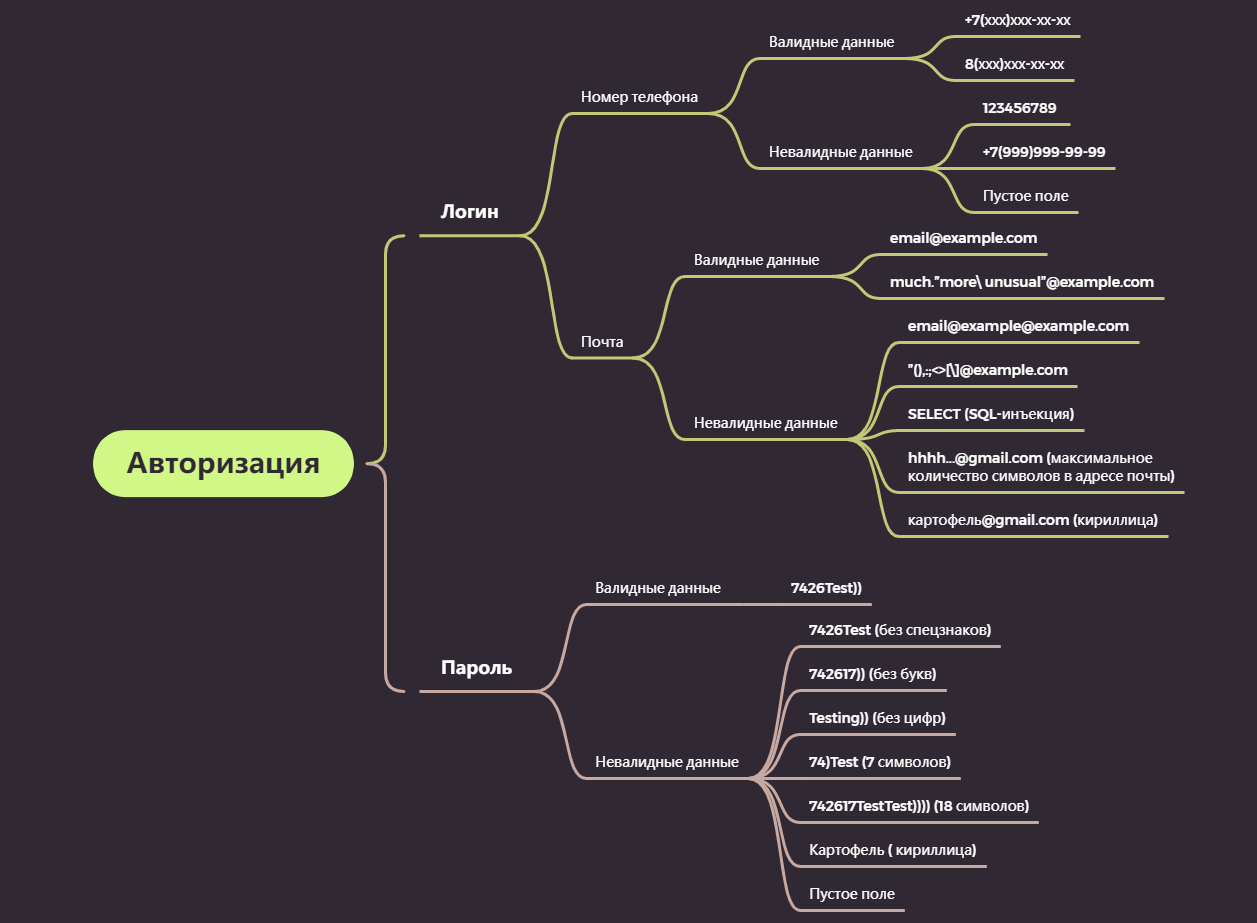 Авторизация
Логин
Номер телефона
Валидные данные
+7(xxx)xxx-xx-xx
8(xxx)xxx-xx-xx
Невалидные данные
123456789
+7(999)999-99-99
Пустое поле
Почта
Валидные данные
email@example.com
much."more\ unusual"@example.com
Невалидные данные
email@example@example.com
"(),:;<>[\]@example.com
SELECT (SQL-инъекция)
hhhh...@gmail.com (максимальное
количество символов в адресе почты)
картофель@gmail.com (кириллица)
Пароль
Валидные данные
7426Test))
Невалидные данные
7426Test (без спецзнаков)
742617)) (без букв)
Testing)) (без цифр)
74)Test (7 символов)
742617TestTest)))) (18 символов)
Картофель ( кириллица)
Пустое поле